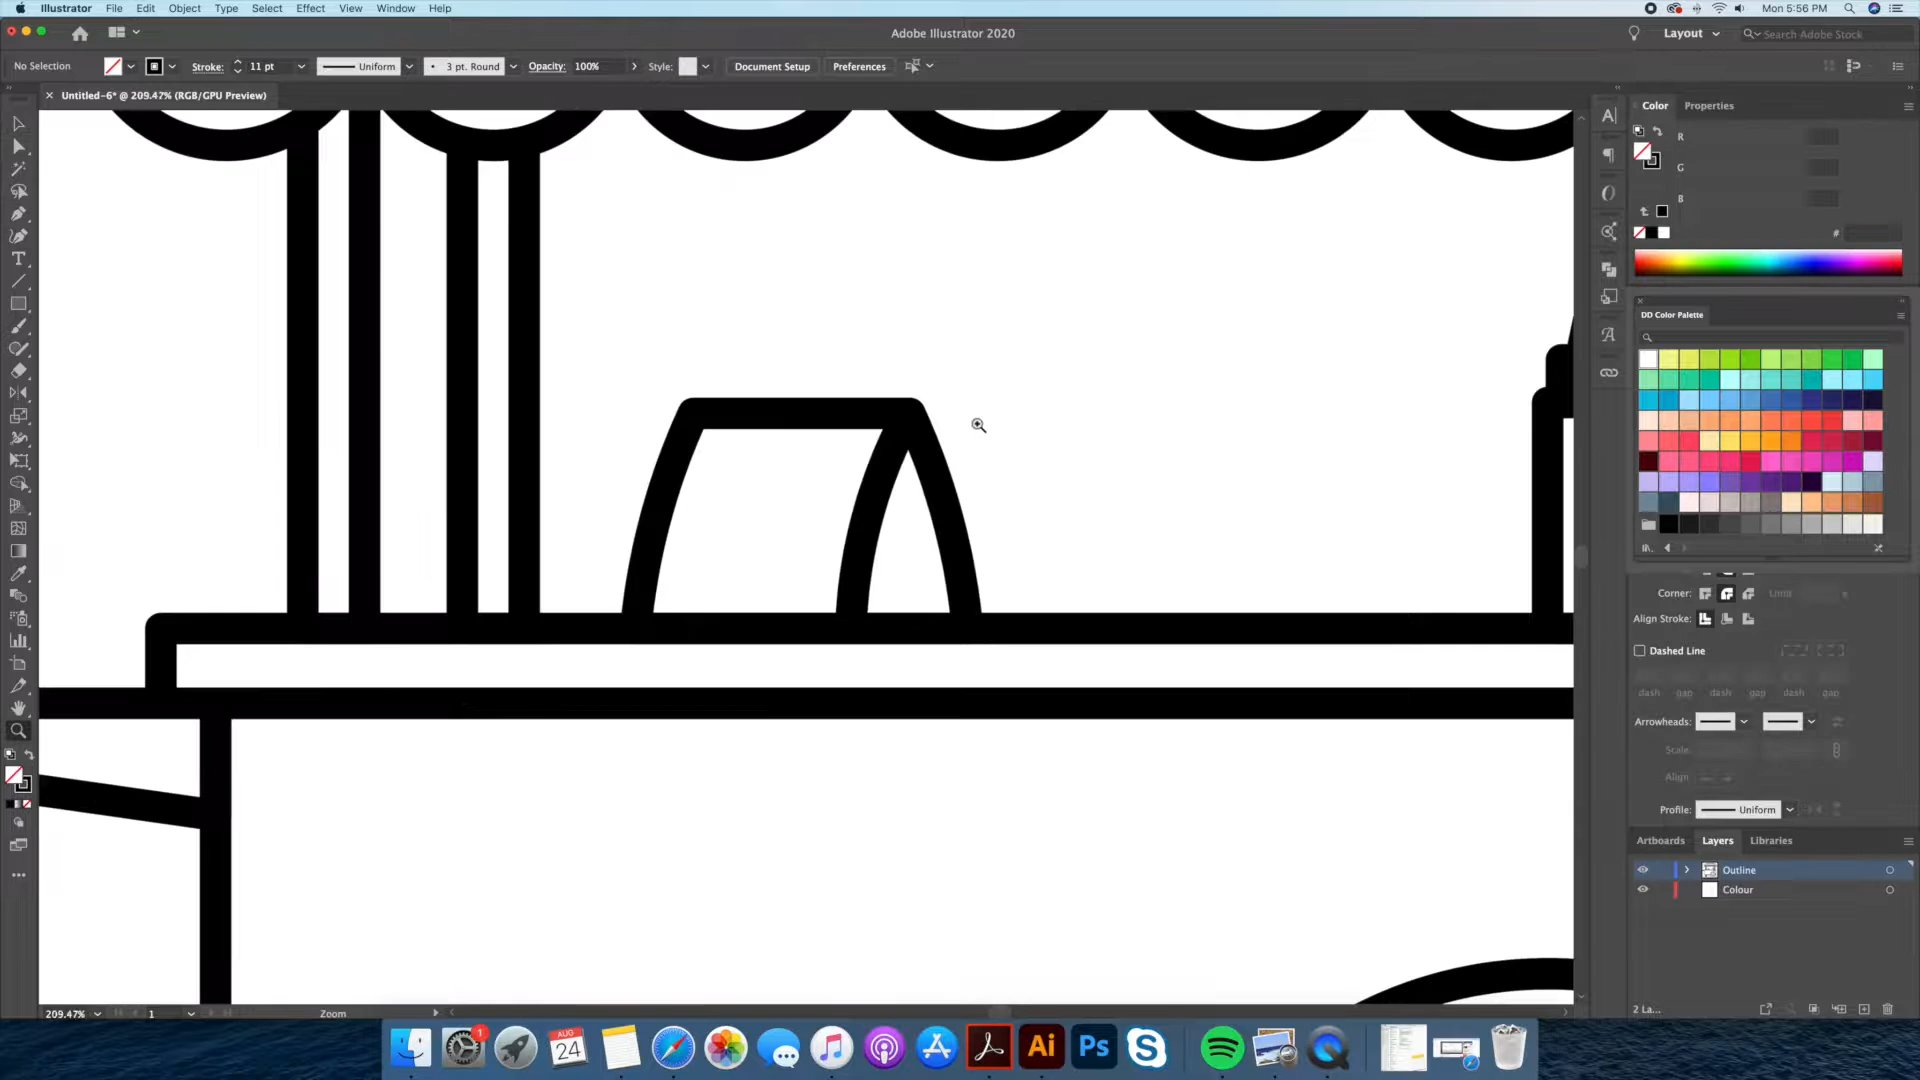 Illustrator File Edit Object Type Select Effect View Window Help
Mon 5:56 PM
Adobe Illustrator 2020
Layout
Search Adobe Stock
No Selection
Stroke: 11 pt
Uniform
3 pt. Round
Opacity: 100%
Style:
Document Setup
Preferences
Untitled-6* @ 209.47% (RGB/GPU Preview)
Color Properties
R
G
B
#
DD Color Palette
Corner:
Limit
Align Stroke:
Dashed Line
dash gap dash gap dash gap
Arrowheads:
Scale:
Align
Profile: Uniform
Artboards Layers Libraries
Outline
Colour
209.47%
1
Zoom
2 La...
1
AUG
24
Ai
Ps